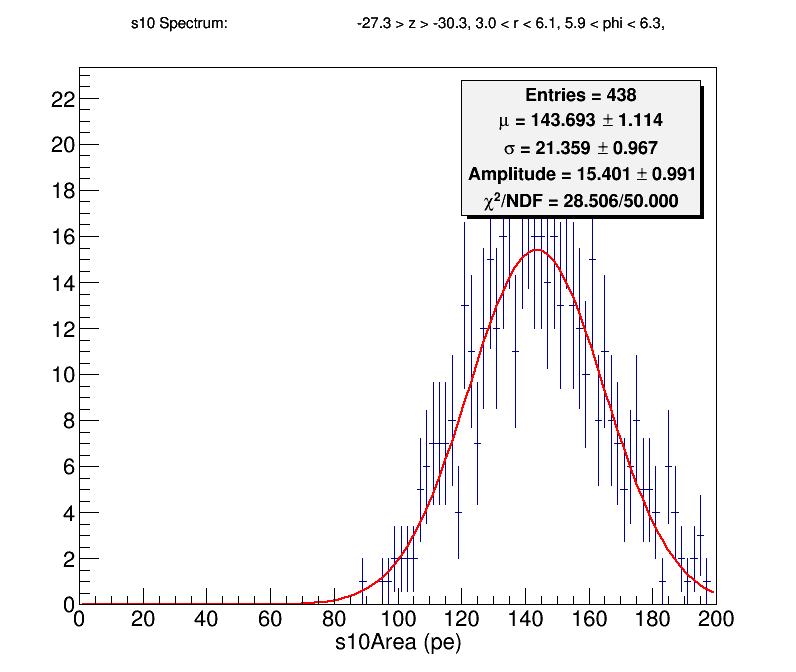 s10 Spectrum: -27.3 > z > -30.3, 3.0 < r < 6.1, 5.9 < phi < 6.3,
Entries = 438
μ = 143.693 ± 1.114
σ = 21.359 ± 0.967
Amplitude = 15.401 ± 0.991
χ²/NDF = 28.506/50.000
22
20
18
16
14
12
10
8
6
4
2
0
0 20 40 60 80 100 120 140 160 180 200
s10Area (pe)